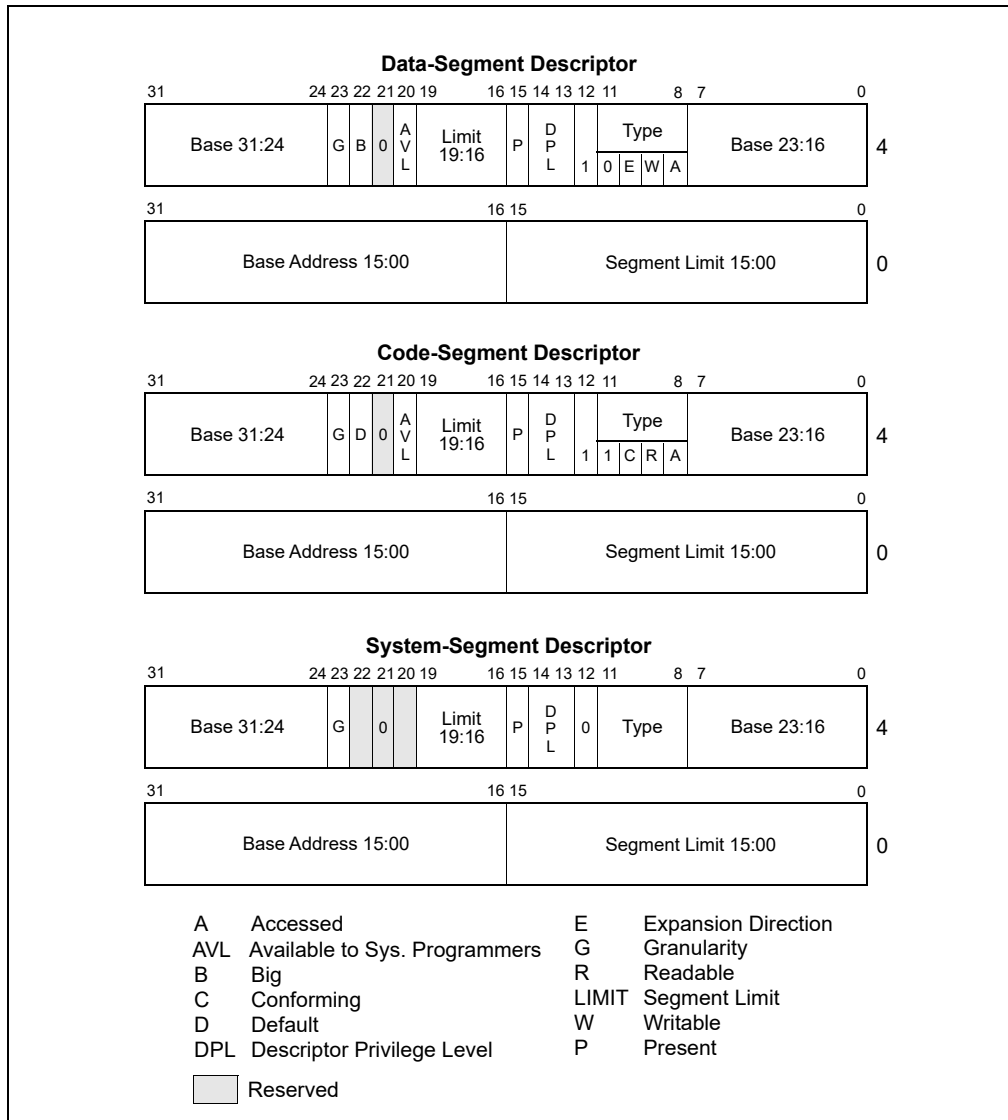 Data-Segment Descriptor
31 24 23 22 21 20 19 16 15 14 13 12 11 8 7 0
Base 31:24 G B 0 AVL Limit 19:16 P DPL 1 Type 0 E W A Base 23:16 4
31 16 15 0
Base Address 15:00 Segment Limit 15:00 0
Code-Segment Descriptor
31 24 23 22 21 20 19 16 15 14 13 12 11 8 7 0
Base 31:24 G D 0 AVL Limit 19:16 P DPL 1 Type 1 C R A Base 23:16 4
31 16 15 0
Base Address 15:00 Segment Limit 15:00 0
System-Segment Descriptor
31 24 23 22 21 20 19 16 15 14 13 12 11 8 7 0
Base 31:24 G 0 Limit 19:16 P DPL 0 Type Base 23:16 4
31 16 15 0
Base Address 15:00 Segment Limit 15:00 0
A Accessed
AVL Available to Sys. Programmers
B Big
C Conforming
D Default
DPL Descriptor Privilege Level
E Expansion Direction
G Granularity
R Readable
LIMIT Segment Limit
W Writable
P Present
Reserved